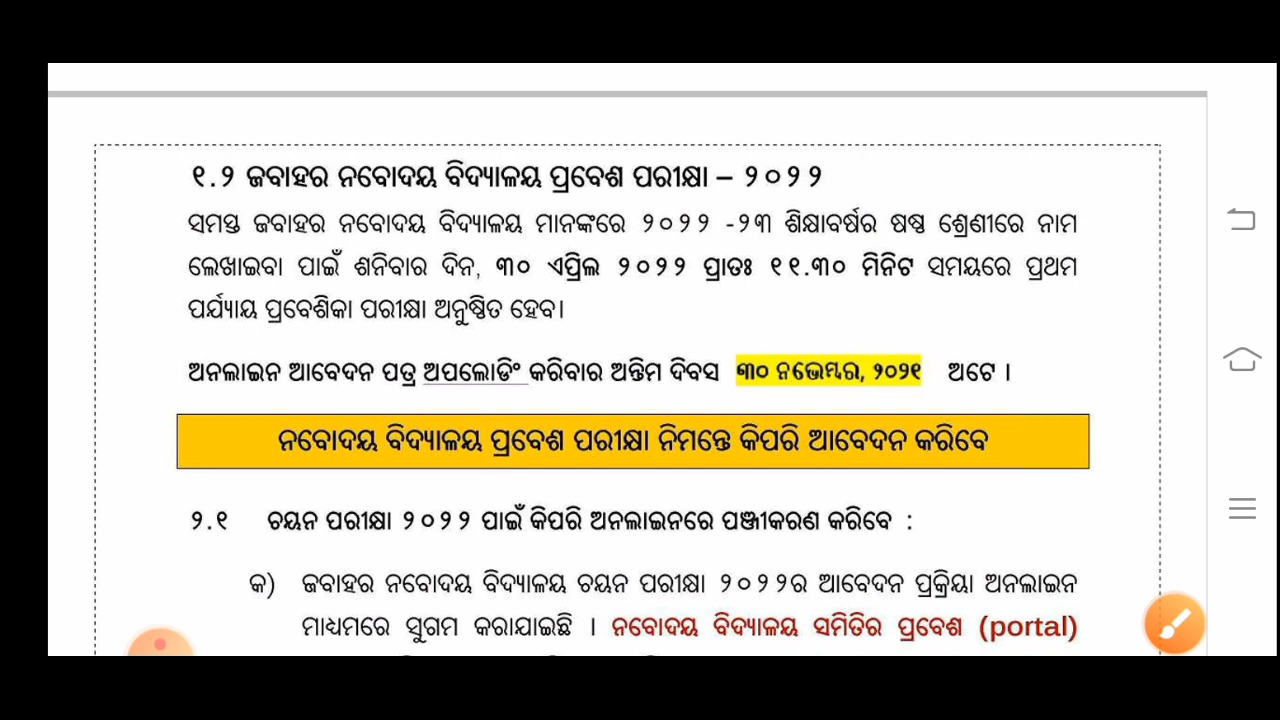 ୧.୨ ଜବାହର ନବୋଦୟ ବିଦ୍ୟାଳୟ ପ୍ରବେଶ ପରୀକ୍ଷା – ୨୦୨୨
ସମସ୍ତ ଜବାହର ନବୋଦୟ ବିଦ୍ୟାଳୟ ମାନଙ୍କରେ ୨୦୨୨ -୨୩ ଶିକ୍ଷାବର୍ଷର ଷଷ୍ଠ ଶ୍ରେଣୀରେ ନାମ
ଲେଖାଇବା ପାଇଁ ଶନିବାର ଦିନ, ୩୦ ଏପ୍ରିଲ ୨୦୨୨ ପ୍ରାତଃ ୧୧.୩୦ ମିନିଟ ସମୟରେ ପ୍ରଥମ
ପର୍ଯ୍ୟାୟ ପ୍ରବେଶିକା ପରୀକ୍ଷା ଅନୁଷ୍ଠିତ ହେବ।
ଅନଲାଇନ ଆବେଦନ ପତ୍ର ଅପଲୋଡିଂ କରିବାର ଅନ୍ତିମ ଦିବସ ୩୦ ନଭେମ୍ବର, ୨୦୨୧ ଅଟେ ।
ନବୋଦୟ ବିଦ୍ୟାଳୟ ପ୍ରବେଶ ପରୀକ୍ଷା ନିମନ୍ତେ କିପରି ଆବେଦନ କରିବେ
୨.୧ ଚୟନ ପରୀକ୍ଷା ୨୦୨୨ ପାଇଁ କିପରି ଅନଲାଇନରେ ପଞ୍ଜୀକରଣ କରିବେ :
କ) ଜବାହର ନବୋଦୟ ବିଦ୍ୟାଳୟ ଚୟନ ପରୀକ୍ଷା ୨୦୨୨ର ଆବେଦନ ପ୍ରକ୍ରିୟା ଅନଲାଇନ
ମାଧ୍ୟମରେ ସୁଗମ କରାଯାଇଛି । ନବୋଦୟ ବିଦ୍ୟାଳୟ ସମିତିର ପ୍ରବେଶ (portal)